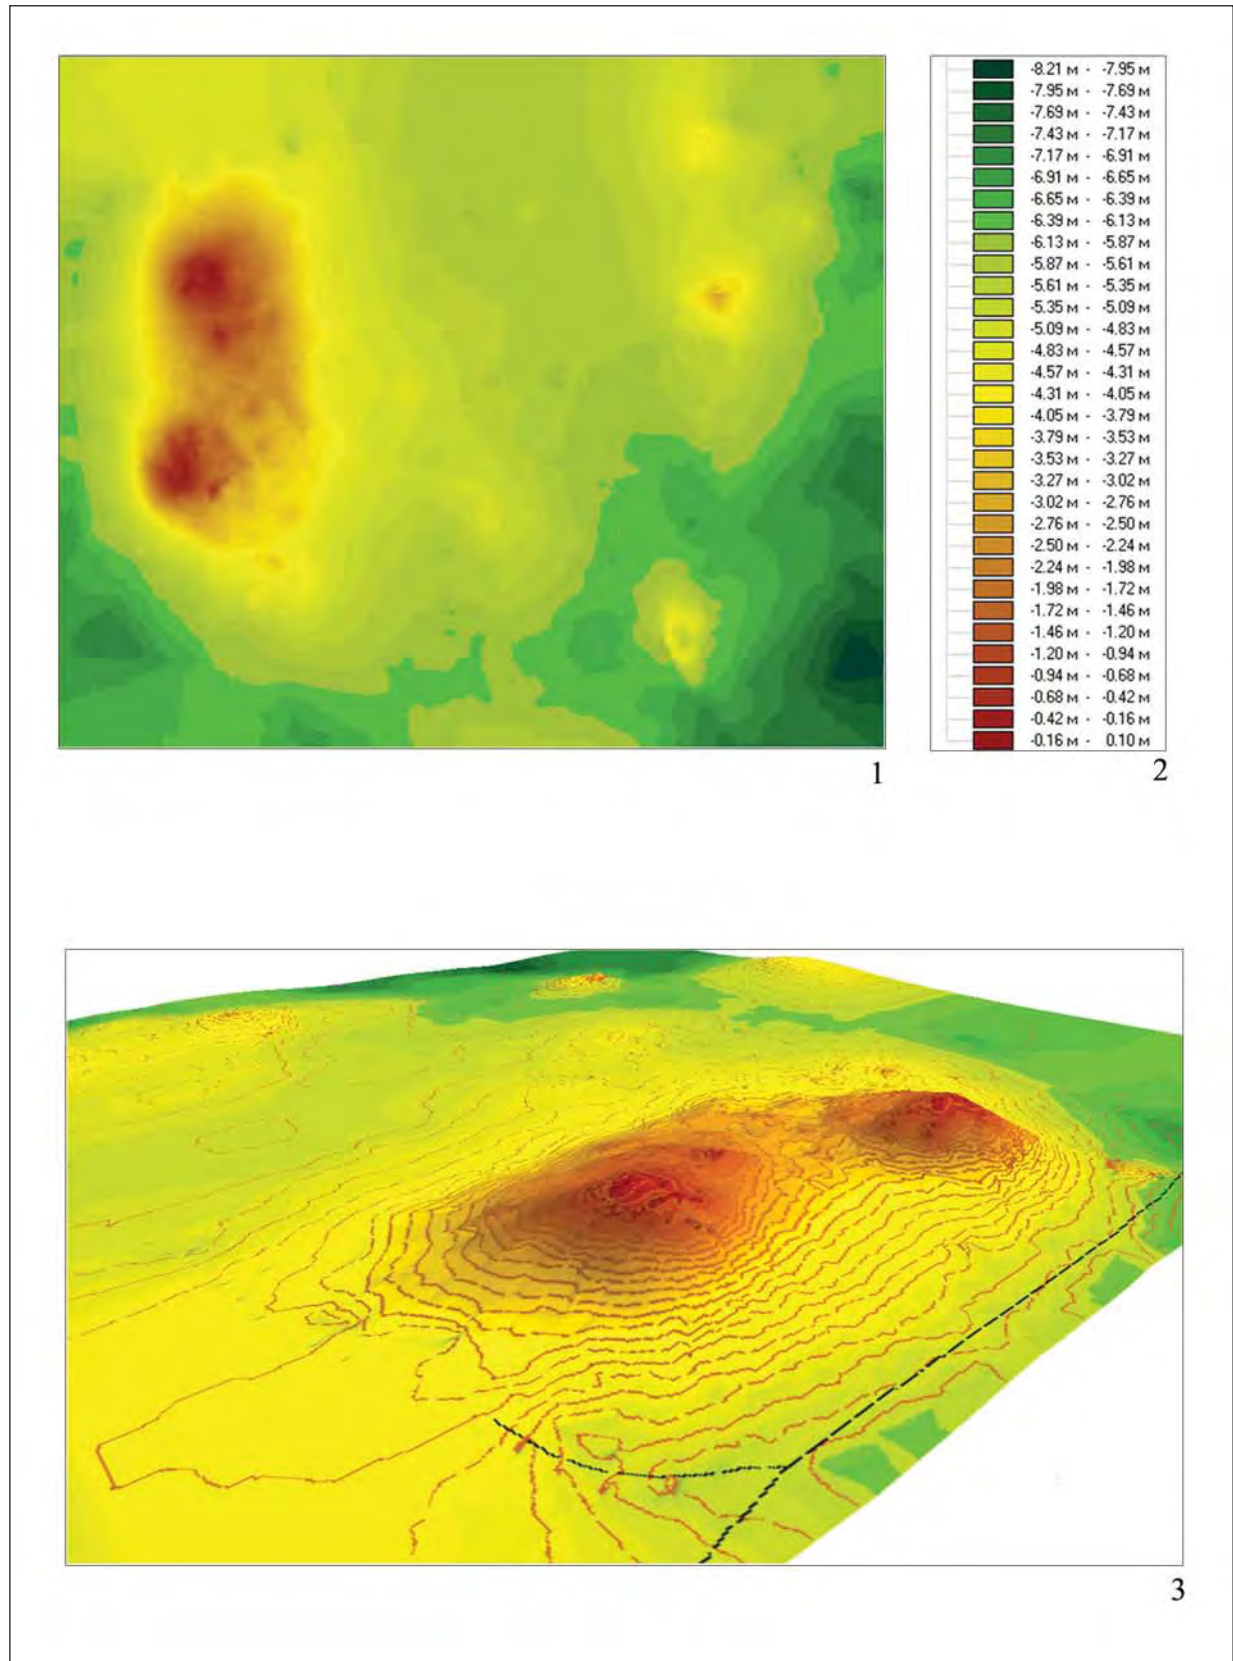 -8.21 м - -7.95 м
-7.95 м - -7.69 м
-7.69 м - -7.43 м
-7.43 м - -7.17 м
-7.17 м - -6.91 м
-6.91 м - -6.65 м
-6.65 м - -6.39 м
-6.39 м - -6.13 м
-6.13 м - -5.87 м
-5.87 м - -5.61 м
-5.61 м - -5.35 м
-5.35 м - -5.09 м
-5.09 м - -4.83 м
-4.83 м - -4.57 м
-4.57 м - -4.31 м
-4.31 м - -4.05 м
-4.05 м - -3.79 м
-3.79 м - -3.53 м
-3.53 м - -3.27 м
-3.27 м - -3.02 м
-3.02 м - -2.76 м
-2.76 м - -2.50 м
-2.50 м - -2.24 м
-2.24 м - -1.98 м
-1.98 м - -1.72 м
-1.72 м - -1.46 м
-1.46 м - -1.20 м
-1.20 м - -0.94 м
-0.94 м - -0.68 м
-0.68 м - -0.42 м
-0.42 м - -0.16 м
-0.16 м - 0.10 м
1
2
3